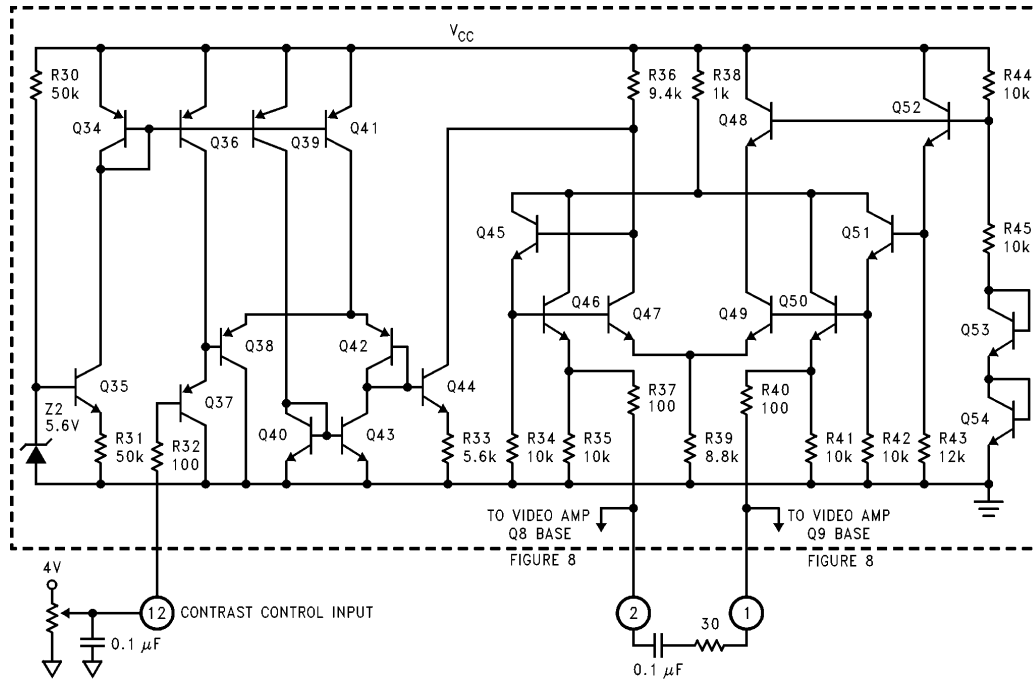 VCC
R30
50k
Q34
Q36
Q39
Q41
R36
9.4k
R38
1k
Q48
Q52
R44
10k
Q45
Q51
R45
10k
Q46
Q47
Q49
Q50
Q53
Q38
Q42
Q35
Q37
Q44
Q54
Z2
5.6V
R31
50k
R32
100
Q40
Q43
R33
5.6k
R34
10k
R35
10k
R37
100
R39
8.8k
R40
100
R41
10k
R42
10k
R43
12k
TO VIDEO AMP
Q8 BASE
TO VIDEO AMP
Q9 BASE
FIGURE 8
FIGURE 8
4V
12
CONTRAST CONTROL INPUT
0.1 μF
2
1
30
0.1 μF